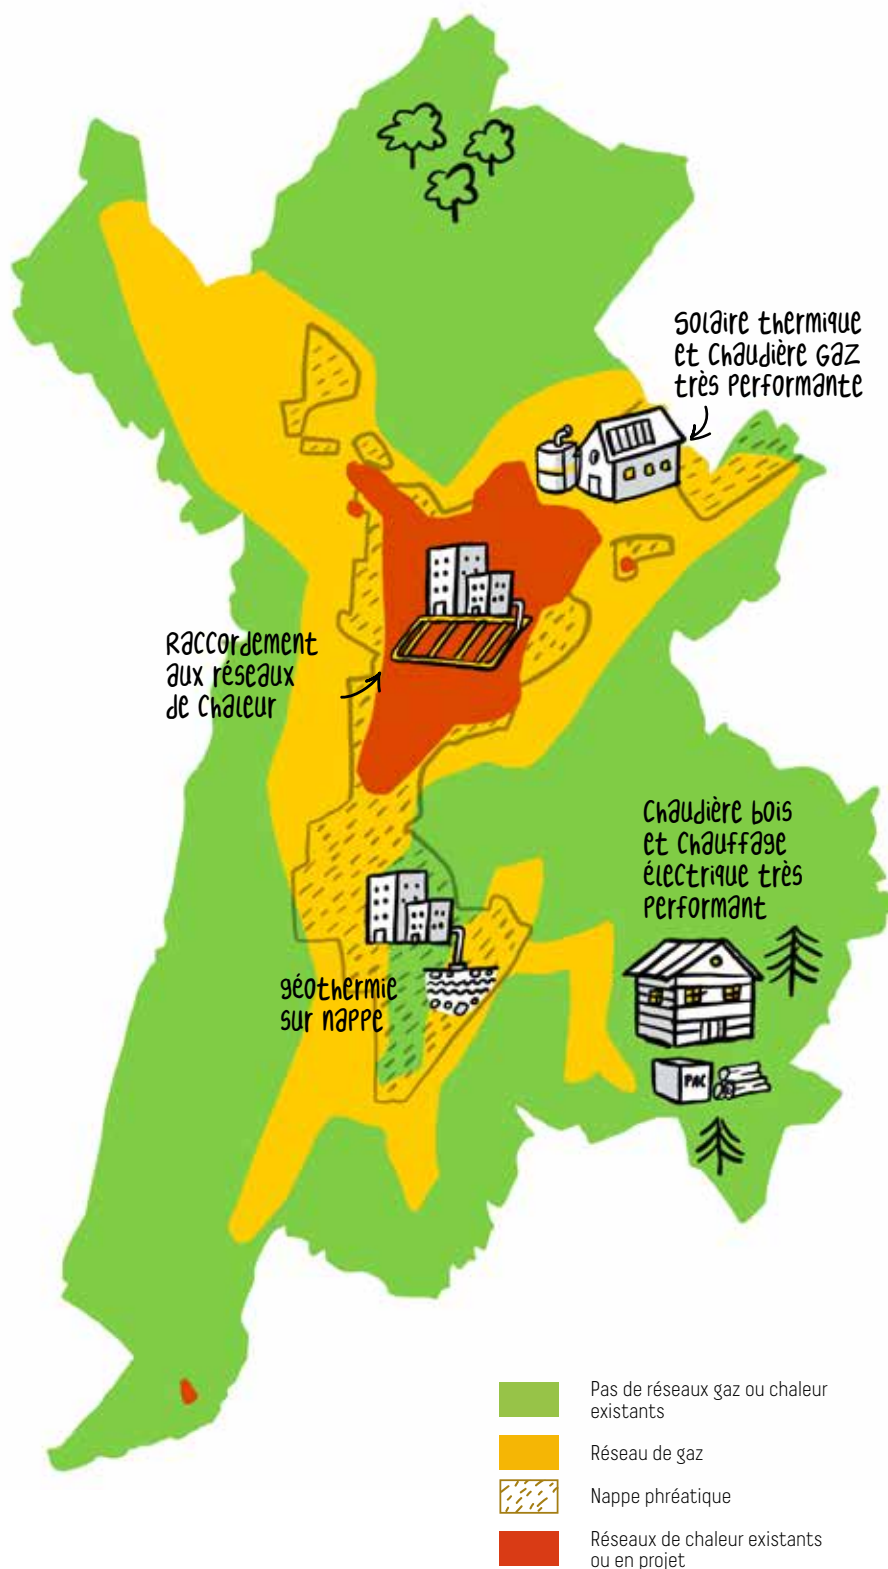 Solaire thermique
et Chaudière Gaz
très Performante
Raccordement
aux réseaux
de Chaleur
Chaudière bois
et Chauffage
électrique très
Performant
géothermie
sur nappe
PAC
Pas de réseaux gaz ou chaleur
existants
Réseau de gaz
Nappe phréatique
Réseaux de chaleur existants
ou en projet